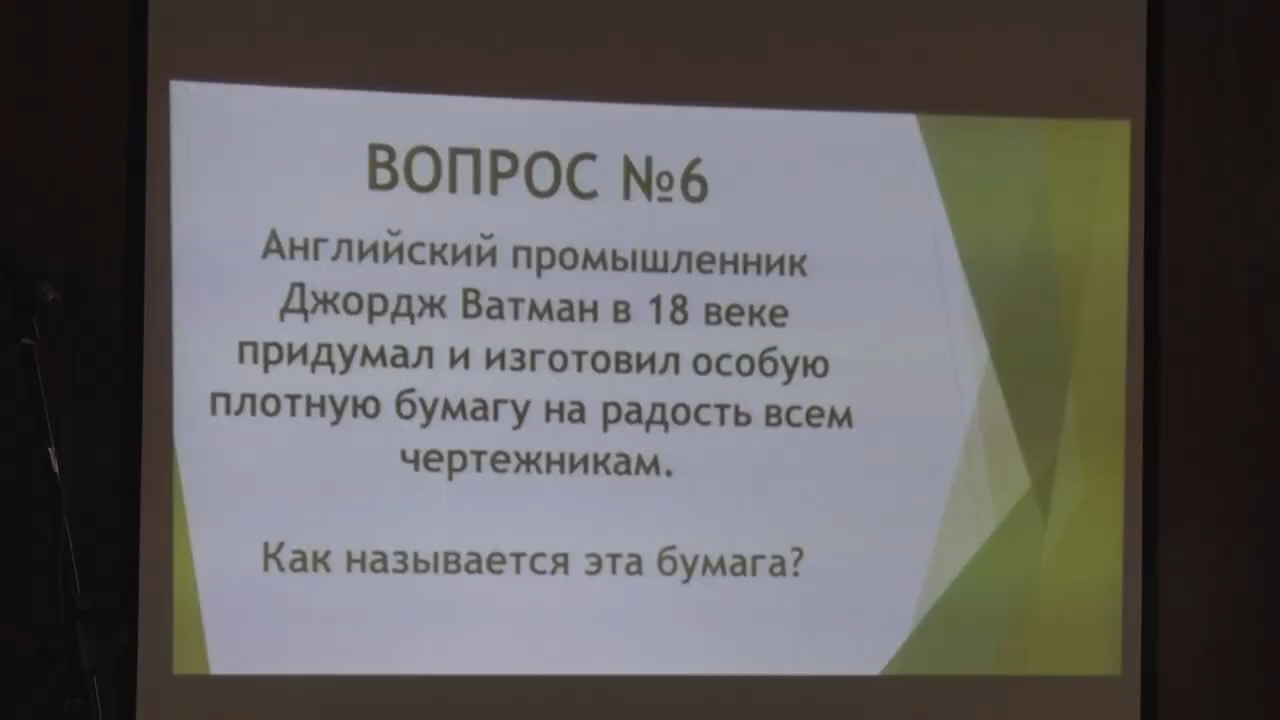 ВОПРОС №6
Английский промышленник
Джордж Ватман в 18 веке
придумал и изготовил особую
плотную бумагу на радость всем
чертежникам.
Как называется эта бумага?